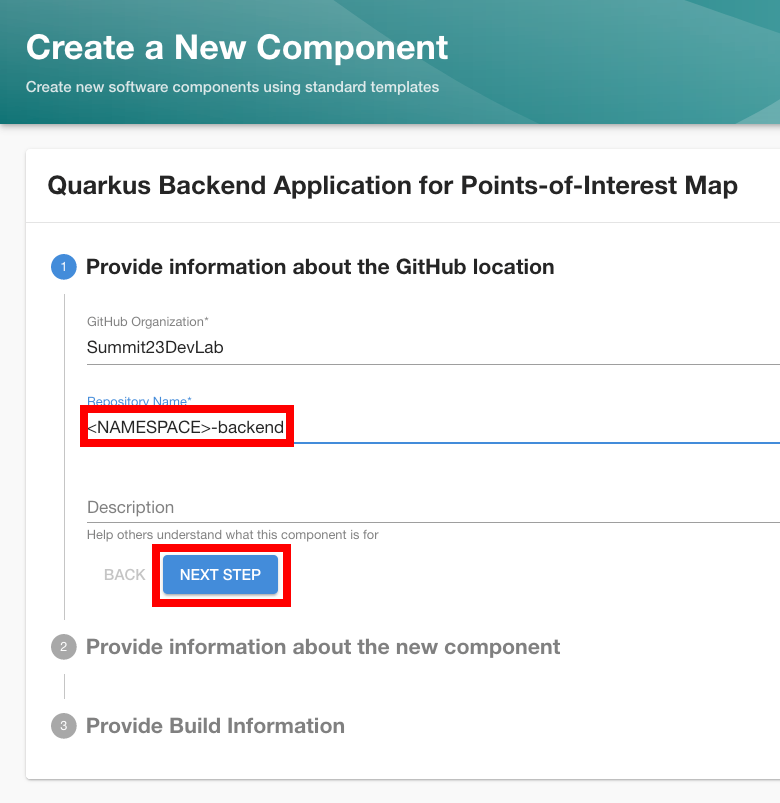 Create a New Component
Create new software components using standard templates
Quarkus Backend Application for Points-of-Interest Map
1 Provide information about the GitHub location
GitHub Organization*
Summit23DevLab
Repository Name*
<NAMESPACE>-backend
Description
Help others understand what this component is for
BACK NEXT STEP
2 Provide information about the new component
3 Provide Build Information